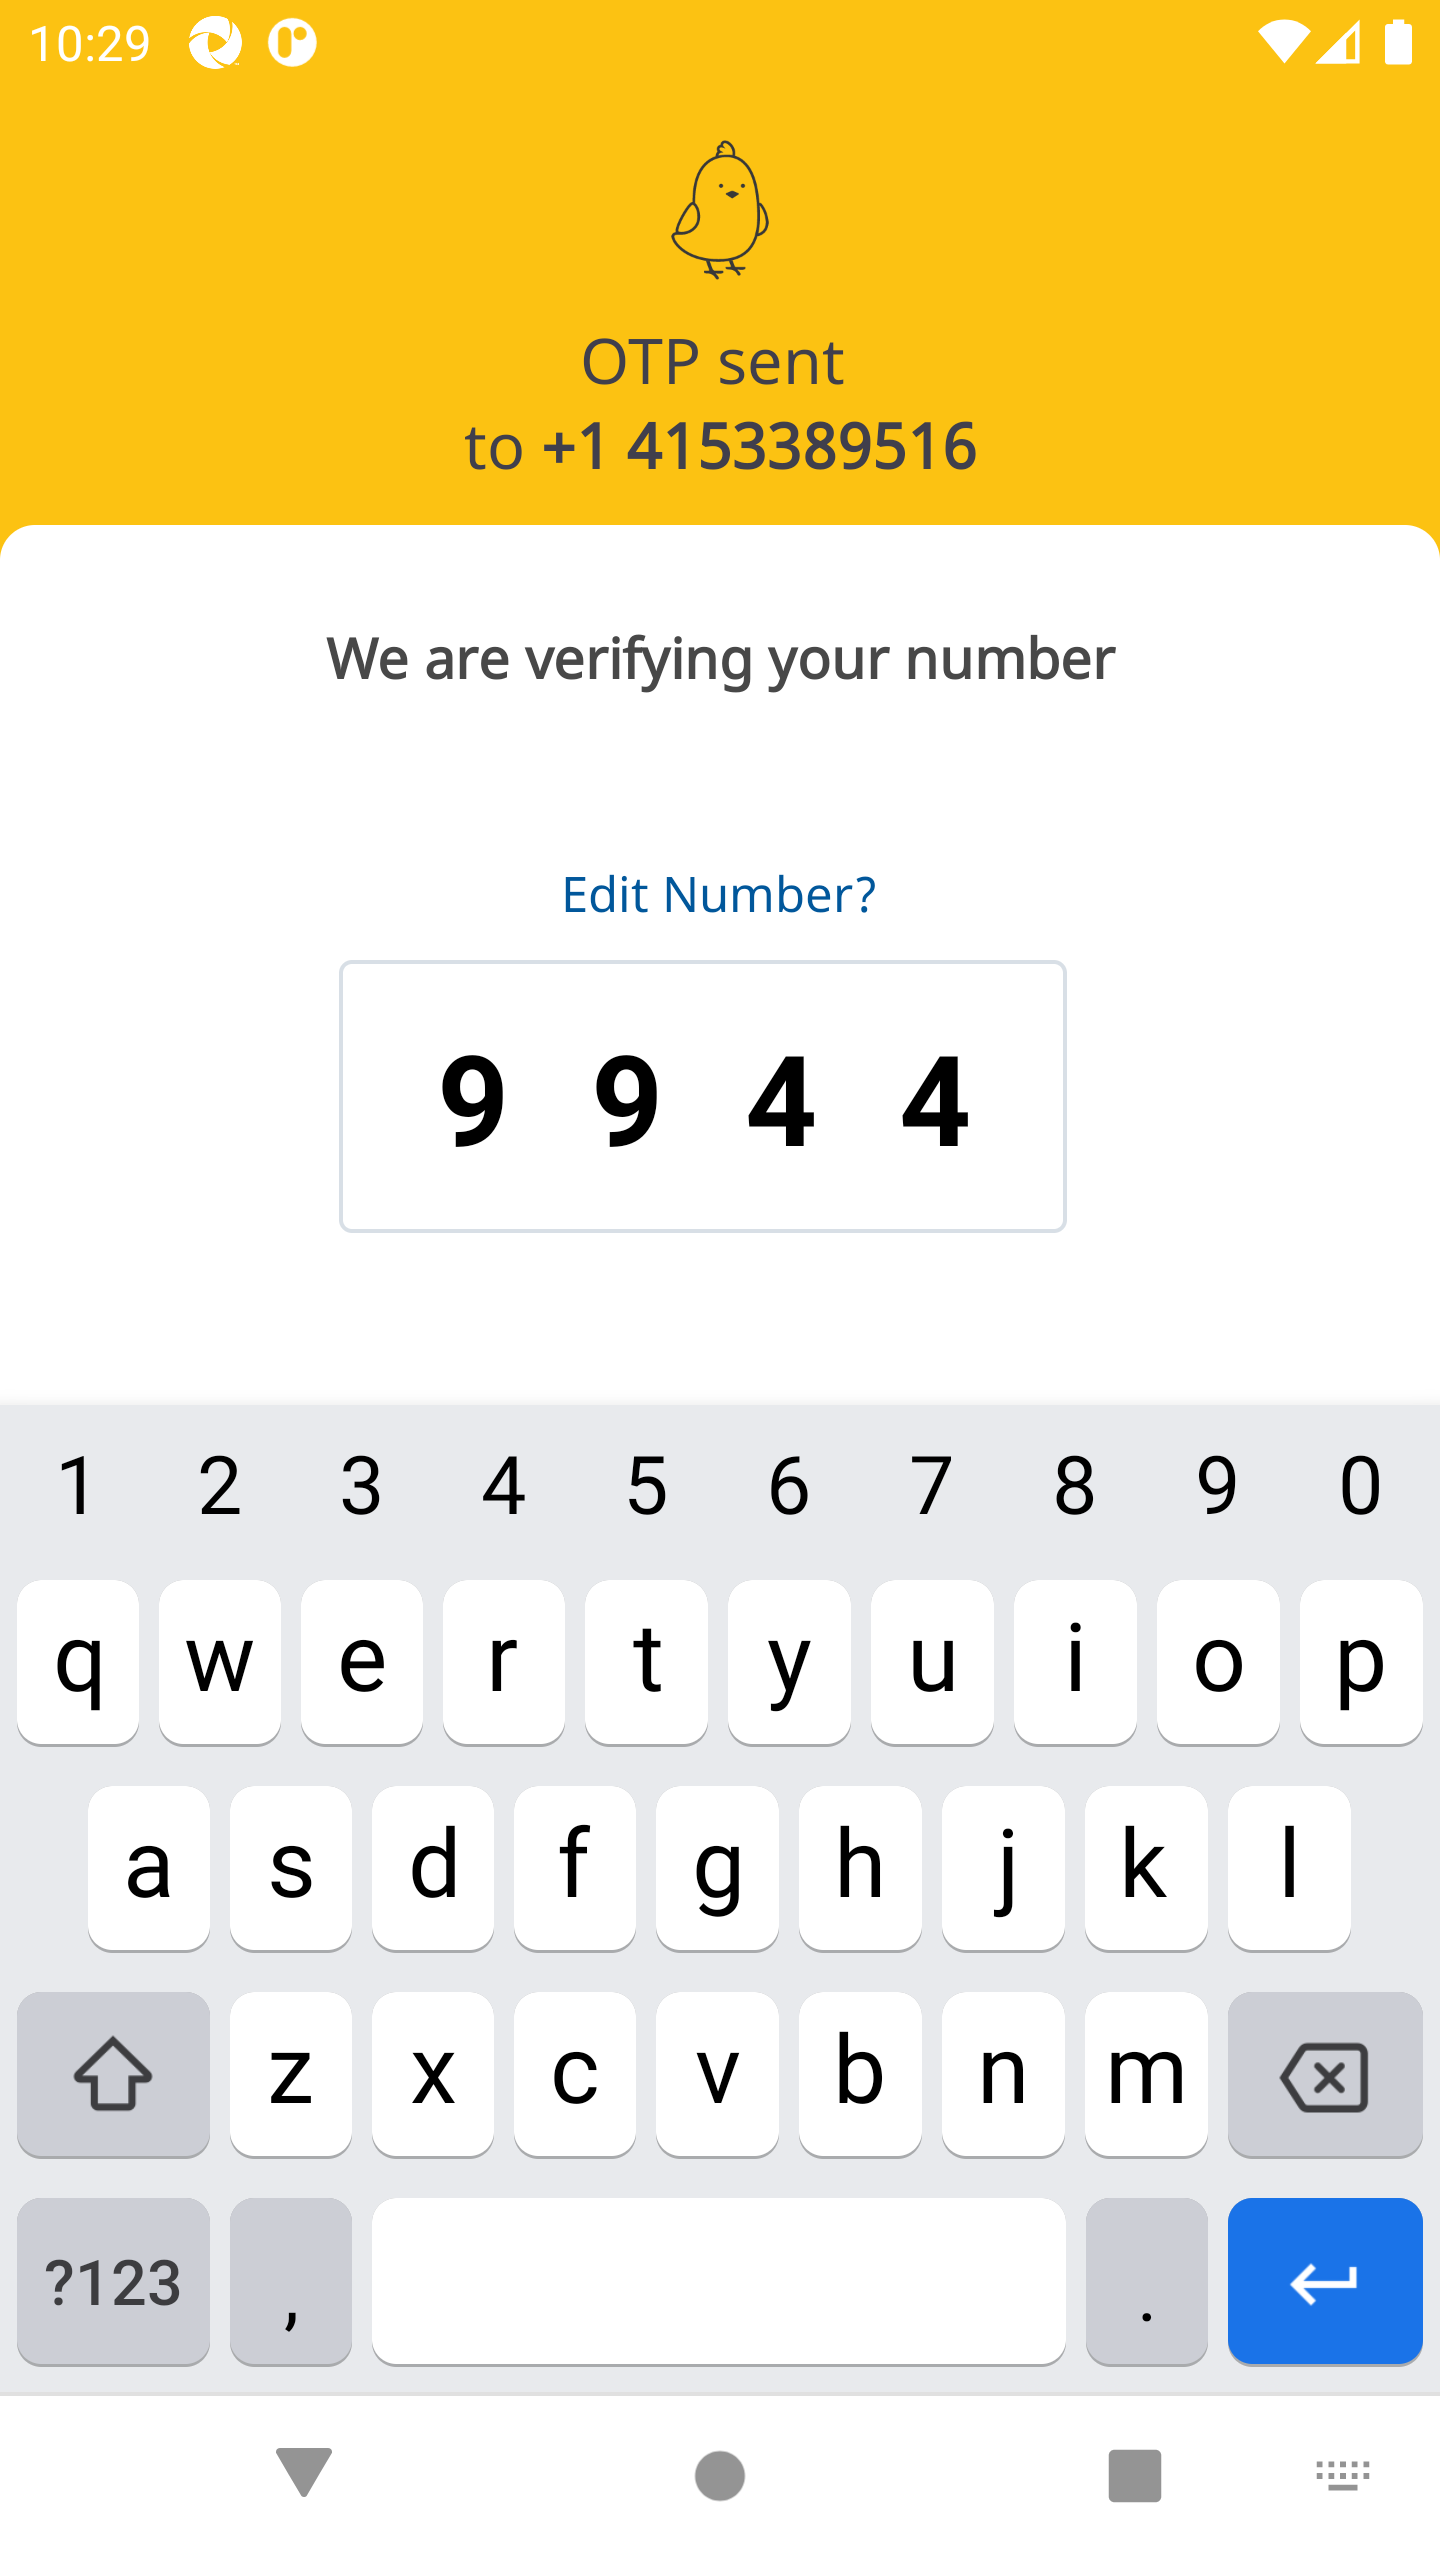 10:29
OTP sent
to +1 4153389516
We are verifying your number
Edit Number?
9 9 4 4
1 2 3 4 5 6 7 8 9 0
q w e r t y u i o p
a s d f g h j k l
z x c v b n m
?123 , .